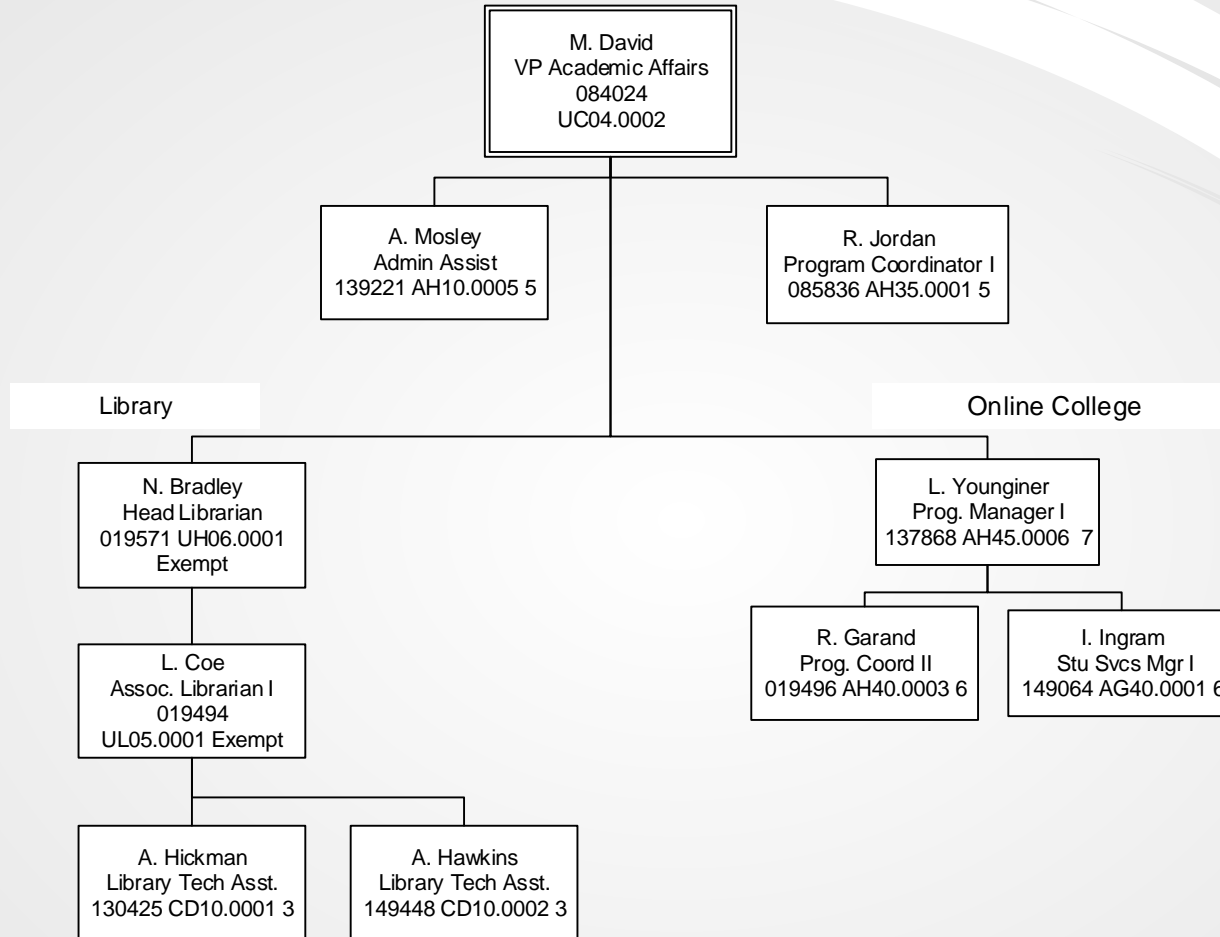 M. David
VP Academic Affairs
084024
UC04.0002
A. Mosley
Admin Assist
139221 AH10.0005 5
R. Jordan
Program Coordinator I
085836 AH35.0001 5
Library
Online College
N. Bradley
Head Librarian
019571 UH06.0001
Exempt
L. Younginer
Prog. Manager I
137868 AH45.0006 7
L. Coe
Assoc. Librarian I
019494
UL05.0001 Exempt
R. Garand
Prog. Coord II
019496 AH40.0003 6
I. Ingram
Stu Svcs Mgr I
149064 AG40.0001 6
A. Hickman
Library Tech Asst.
130425 CD10.0001 3
A. Hawkins
Library Tech Asst.
149448 CD10.0002 3